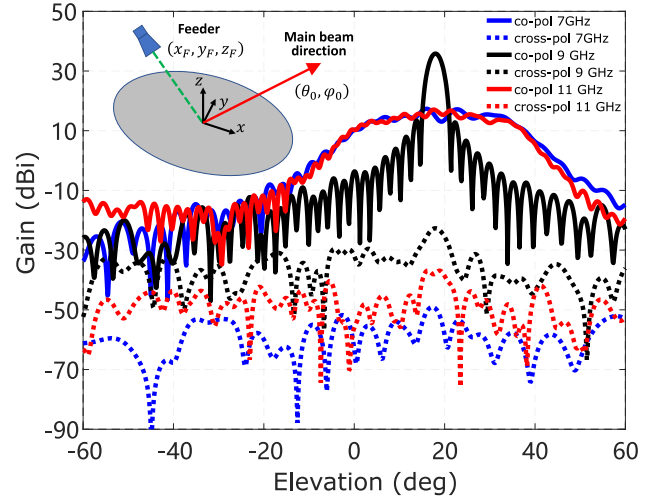 Feeder
(x_F, y_F, z_F)
Main beam
direction
(θ_0, φ_0)
z
y
x
co-pol 7GHz
cross-pol 7GHz
co-pol 9 GHz
cross-pol 9 GHz
co-pol 11 GHz
cross-pol 11 GHz
50
30
10
-10
-30
-50
-70
-90
Gain (dBi)
-60 -40 -20 0 20 40 60
Elevation (deg)